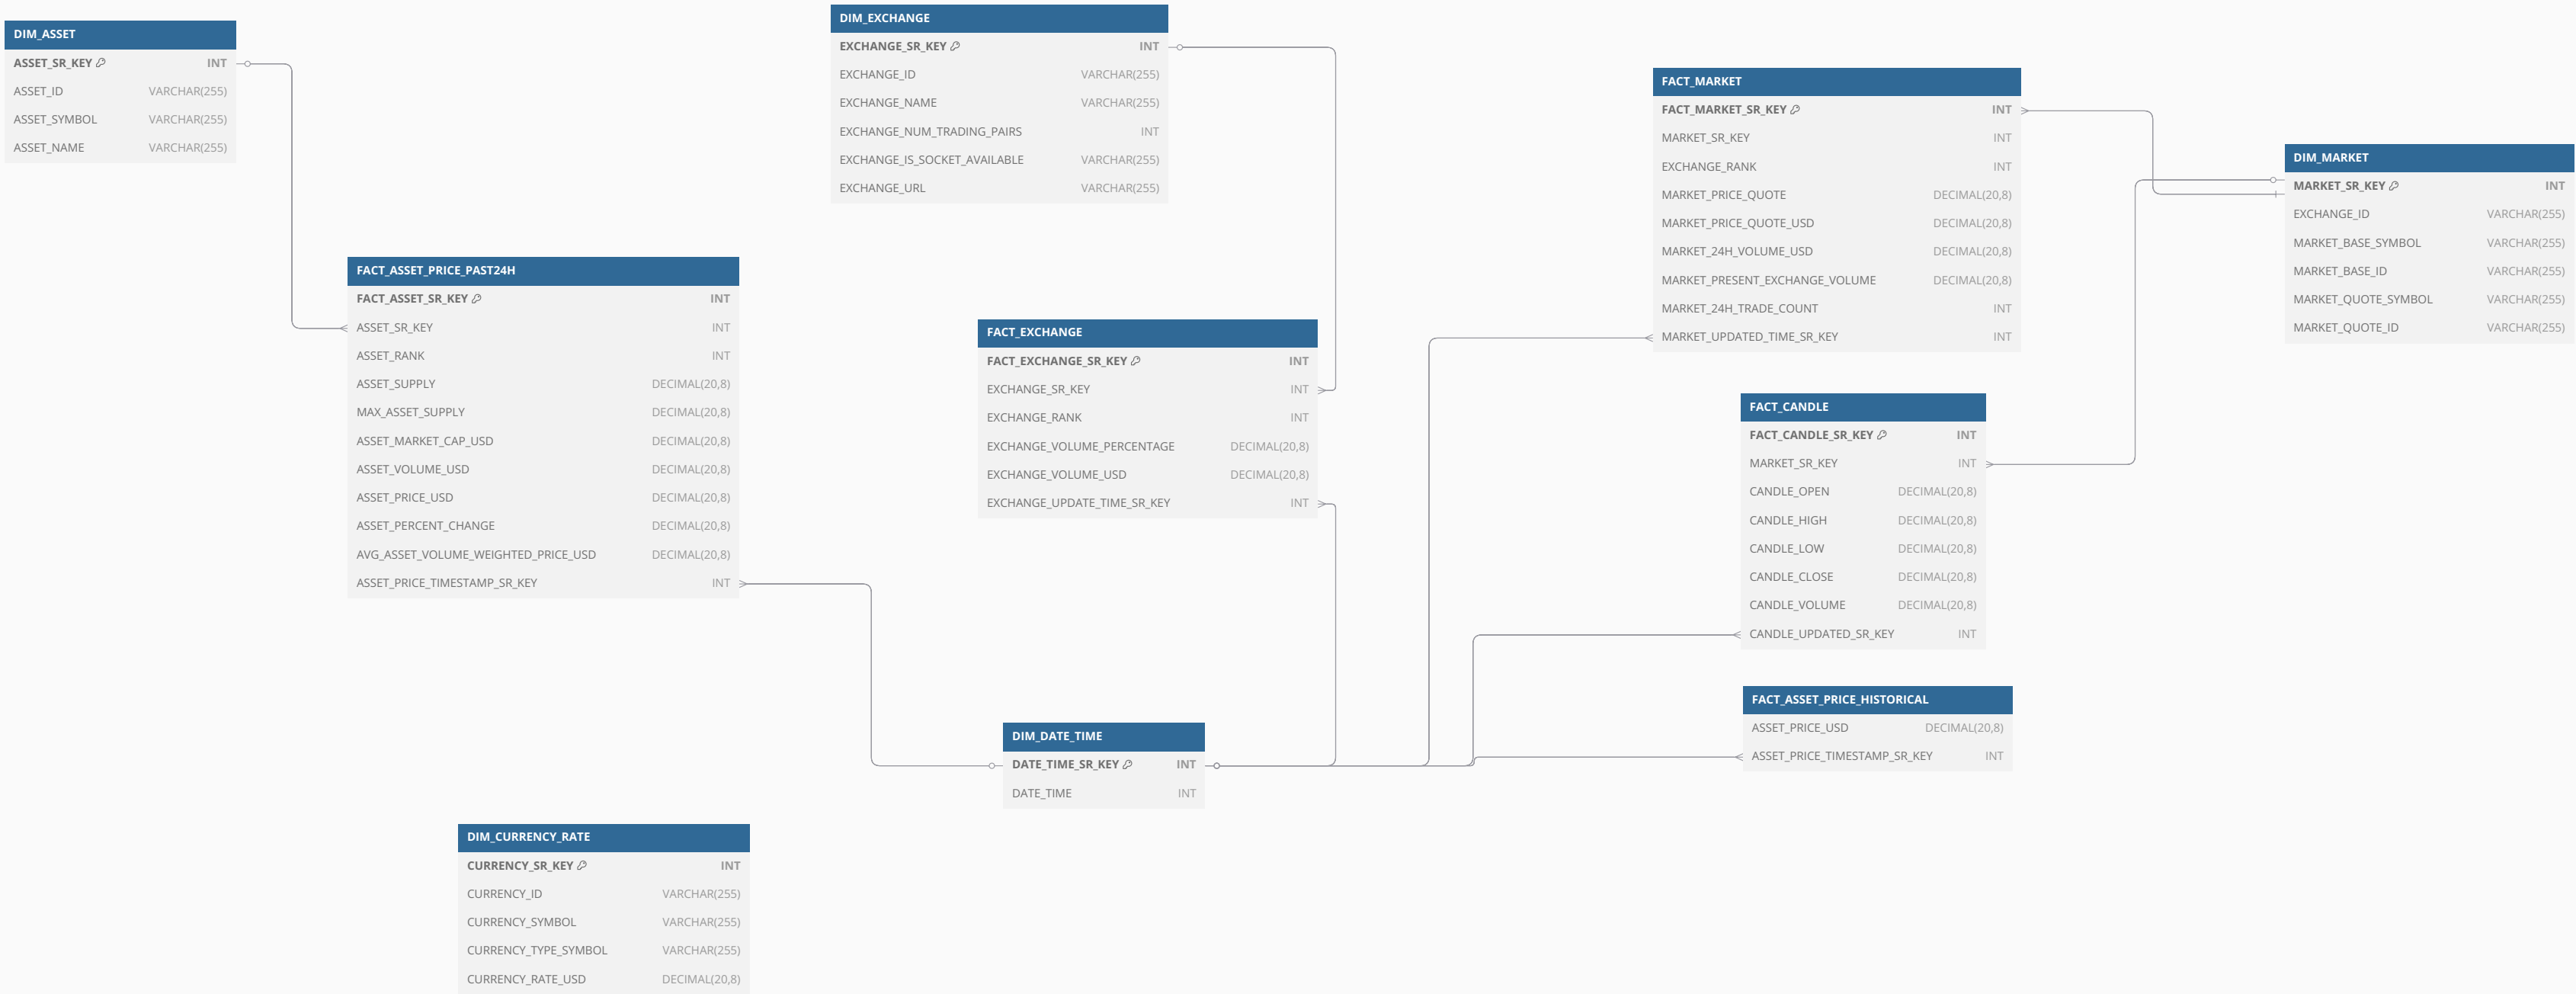 DIM_ASSET
ASSET_SR_KEY INT
ASSET_ID VARCHAR(255)
ASSET_SYMBOL VARCHAR(255)
ASSET_NAME VARCHAR(255)
DIM_EXCHANGE
EXCHANGE_SR_KEY INT
EXCHANGE_ID VARCHAR(255)
EXCHANGE_NAME VARCHAR(255)
EXCHANGE_NUM_TRADING_PAIRS INT
EXCHANGE_IS_SOCKET_AVAILABLE VARCHAR(255)
EXCHANGE_URL VARCHAR(255)
FACT_MARKET
FACT_MARKET_SR_KEY INT
MARKET_SR_KEY INT
EXCHANGE_RANK INT
MARKET_PRICE_QUOTE DECIMAL(20,8)
MARKET_PRICE_QUOTE_USD DECIMAL(20,8)
MARKET_24H_VOLUME_USD DECIMAL(20,8)
MARKET_PRESENT_EXCHANGE_VOLUME DECIMAL(20,8)
MARKET_24H_TRADE_COUNT INT
MARKET_UPDATED_TIME_SR_KEY INT
DIM_MARKET
MARKET_SR_KEY INT
EXCHANGE_ID VARCHAR(255)
MARKET_BASE_SYMBOL VARCHAR(255)
MARKET_BASE_ID VARCHAR(255)
MARKET_QUOTE_SYMBOL VARCHAR(255)
MARKET_QUOTE_ID VARCHAR(255)
FACT_ASSET_PRICE_PAST24H
FACT_ASSET_SR_KEY INT
ASSET_SR_KEY INT
ASSET_RANK INT
ASSET_SUPPLY DECIMAL(20,8)
MAX_ASSET_SUPPLY DECIMAL(20,8)
ASSET_MARKET_CAP_USD DECIMAL(20,8)
ASSET_VOLUME_USD DECIMAL(20,8)
ASSET_PRICE_USD DECIMAL(20,8)
ASSET_PERCENT_CHANGE DECIMAL(20,8)
AVG_ASSET_VOLUME_WEIGHTED_PRICE_USD DECIMAL(20,8)
ASSET_PRICE_TIMESTAMP_SR_KEY INT
FACT_EXCHANGE
FACT_EXCHANGE_SR_KEY INT
EXCHANGE_SR_KEY INT
EXCHANGE_RANK INT
EXCHANGE_VOLUME_PERCENTAGE DECIMAL(20,8)
EXCHANGE_VOLUME_USD DECIMAL(20,8)
EXCHANGE_UPDATE_TIME_SR_KEY INT
FACT_CANDLE
FACT_CANDLE_SR_KEY INT
MARKET_SR_KEY INT
CANDLE_OPEN DECIMAL(20,8)
CANDLE_HIGH DECIMAL(20,8)
CANDLE_LOW DECIMAL(20,8)
CANDLE_CLOSE DECIMAL(20,8)
CANDLE_VOLUME DECIMAL(20,8)
CANDLE_UPDATED_SR_KEY INT
FACT_ASSET_PRICE_HISTORICAL
ASSET_PRICE_USD DECIMAL(20,8)
ASSET_PRICE_TIMESTAMP_SR_KEY INT
DIM_DATE_TIME
DATE_TIME_SR_KEY INT
DATE_TIME INT
DIM_CURRENCY_RATE
CURRENCY_SR_KEY INT
CURRENCY_ID VARCHAR(255)
CURRENCY_SYMBOL VARCHAR(255)
CURRENCY_TYPE_SYMBOL VARCHAR(255)
CURRENCY_RATE_USD DECIMAL(20,8)